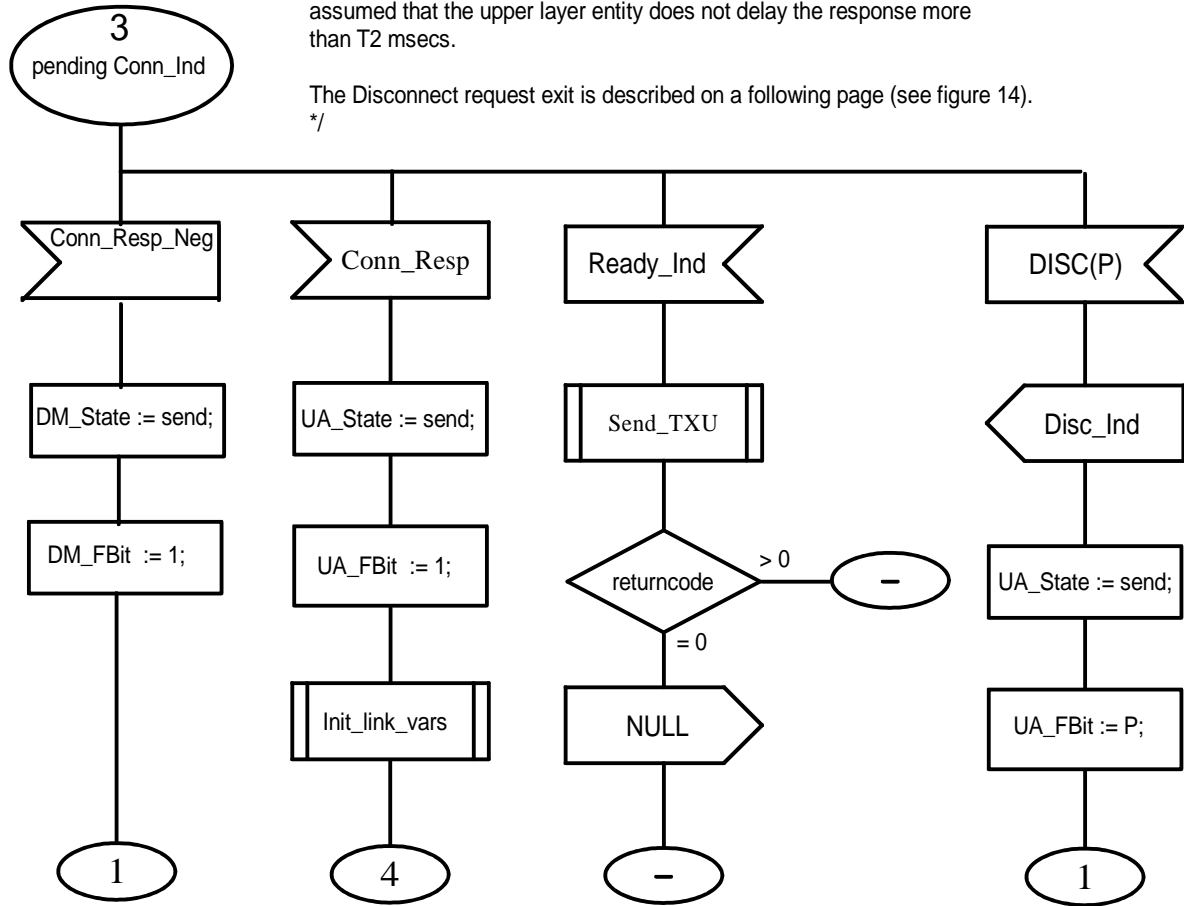 assumed that the upper layer entity does not delay the response more
than T2 msecs.
The Disconnect request exit is described on a following page (see figure 14).
*/
3
pending Conn_Ind
Conn_Resp_Neg
Conn_Resp
Ready_Ind
DISC(P)
DM_State := send;
UA_State := send;
Send_TXU
Disc_Ind
DM_FBit := 1;
UA_FBit := 1;
returncode
> 0
–
UA_State := send;
= 0
Init_link_vars
NULL
UA_FBit := P;
1
4
–
1